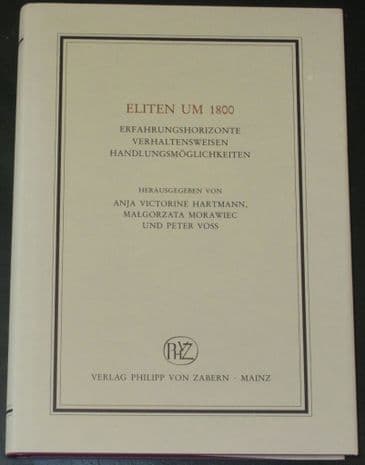 ELITEN UM 1800
ERFAHRUNGSHORIZONTE
VERHALTENSWEISEN
HANDLUNGSMÖGLICHKEITEN
HERAUSGEGEBEN VON
ANJA VICTORINE HARTMANN,
MAŁGORZATA MORAWIEC
UND PETER VOSS
PHVZ
VERLAG PHILIPP VON ZABERN · MAINZ